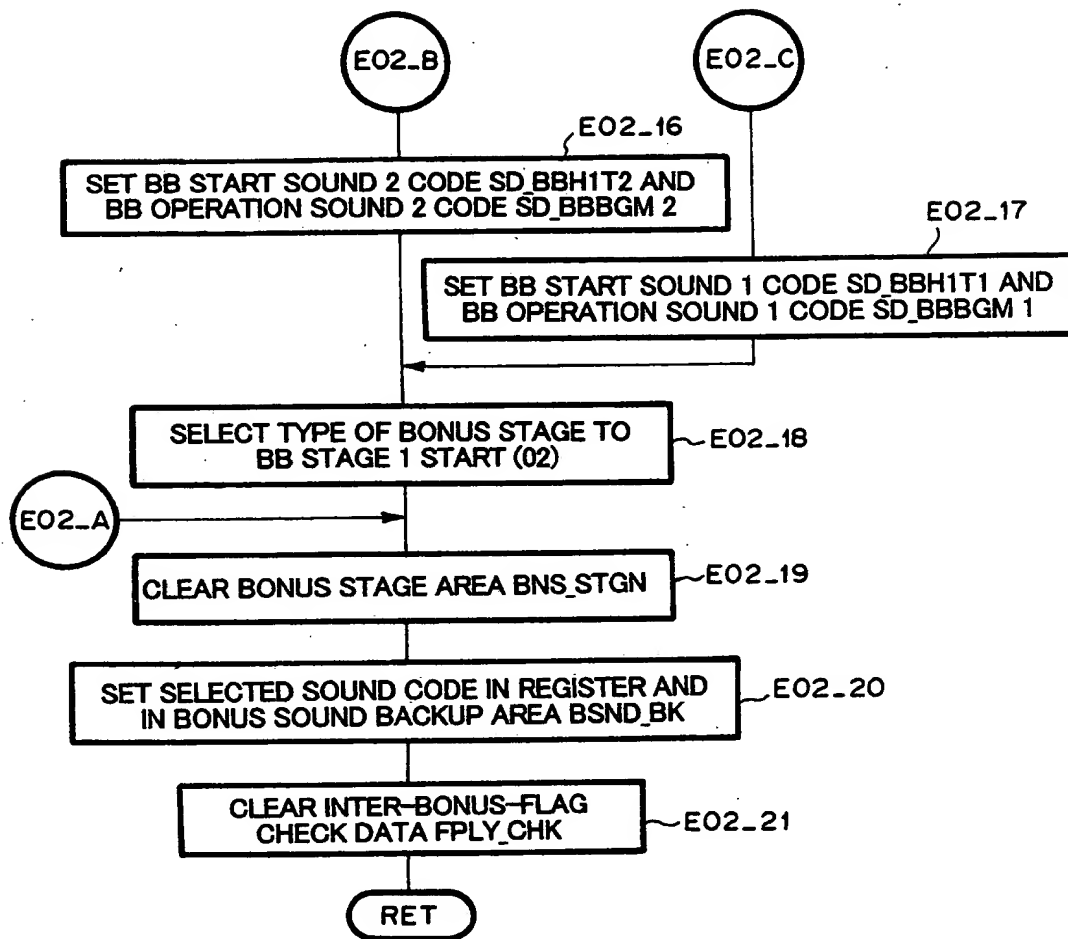 E02_B
E02_C
E02_16
SET BB START SOUND 2 CODE SD_BBH1T2 AND
BB OPERATION SOUND 2 CODE SD_BBBGM 2
E02_17
SET BB START SOUND 1 CODE SD_BBH1T1 AND
BB OPERATION SOUND 1 CODE SD_BBBGM 1
SELECT TYPE OF BONUS STAGE TO
BB STAGE 1 START (02)
E02_18
E02_A
CLEAR BONUS STAGE AREA BNS_STGN
E02_19
SET SELECTED SOUND CODE IN REGISTER AND
IN BONUS SOUND BACKUP AREA BSND_BK
E02_20
CLEAR INTER-BONUS-FLAG
CHECK DATA FPLY_CHK
E02_21
RET